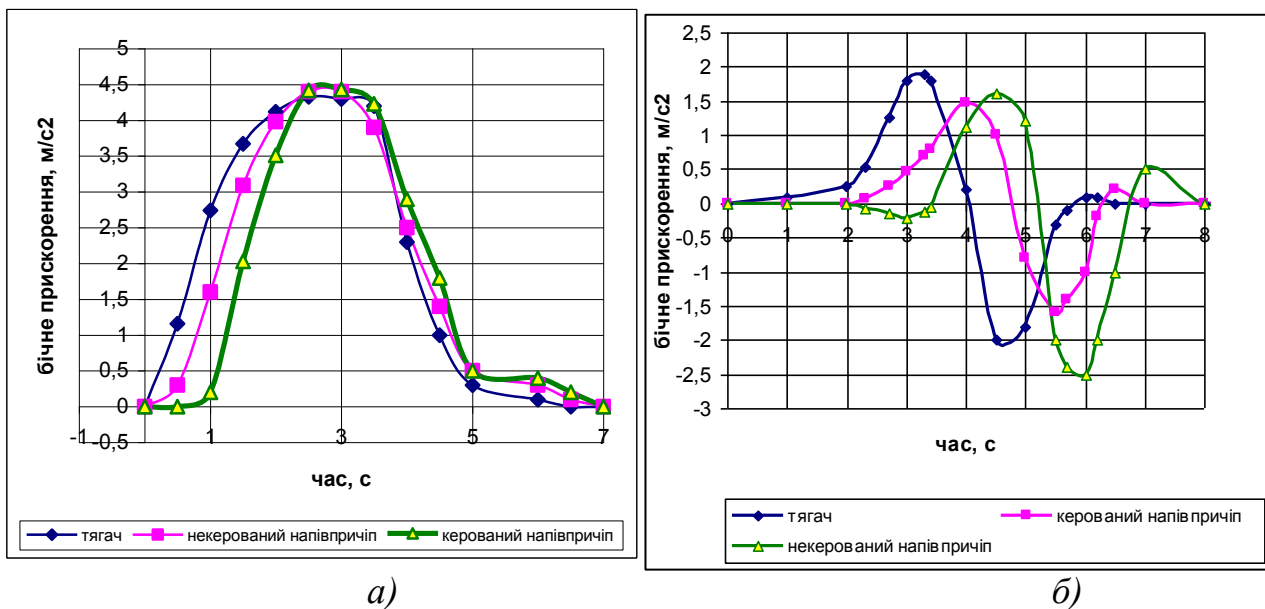 5
4,5
4
3,5
3
2,5
2
1,5
1
0,5
0
-0,5
-1 1 3 5 7
бічне прискорення, м/с2
час, с
тягач некерований напівпричіп керований напівпричіп
а)
2,5
2
1,5
1
0,5
0
-0,5
-1
-1,5
-2
-2,5
-3
0 1 2 3 4 5 6 7 8
бічне прискорення, м/с2
час, с
тягач керований напівпричіп
некерований напівпричіп
б)